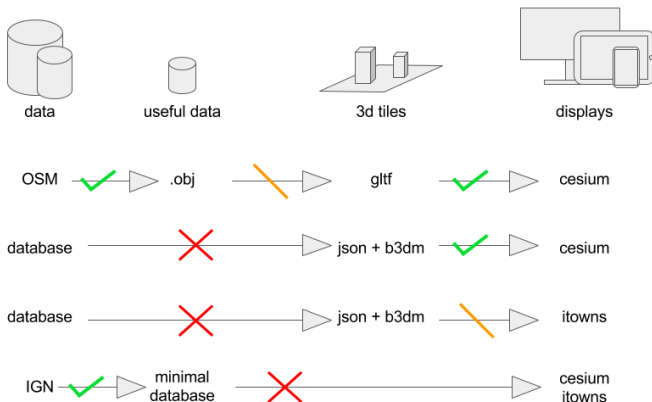 data useful data 3d tiles displays
OSM .obj gltf cesium
database json + b3dm cesium
database json + b3dm itowns
IGN minimal database cesium itowns